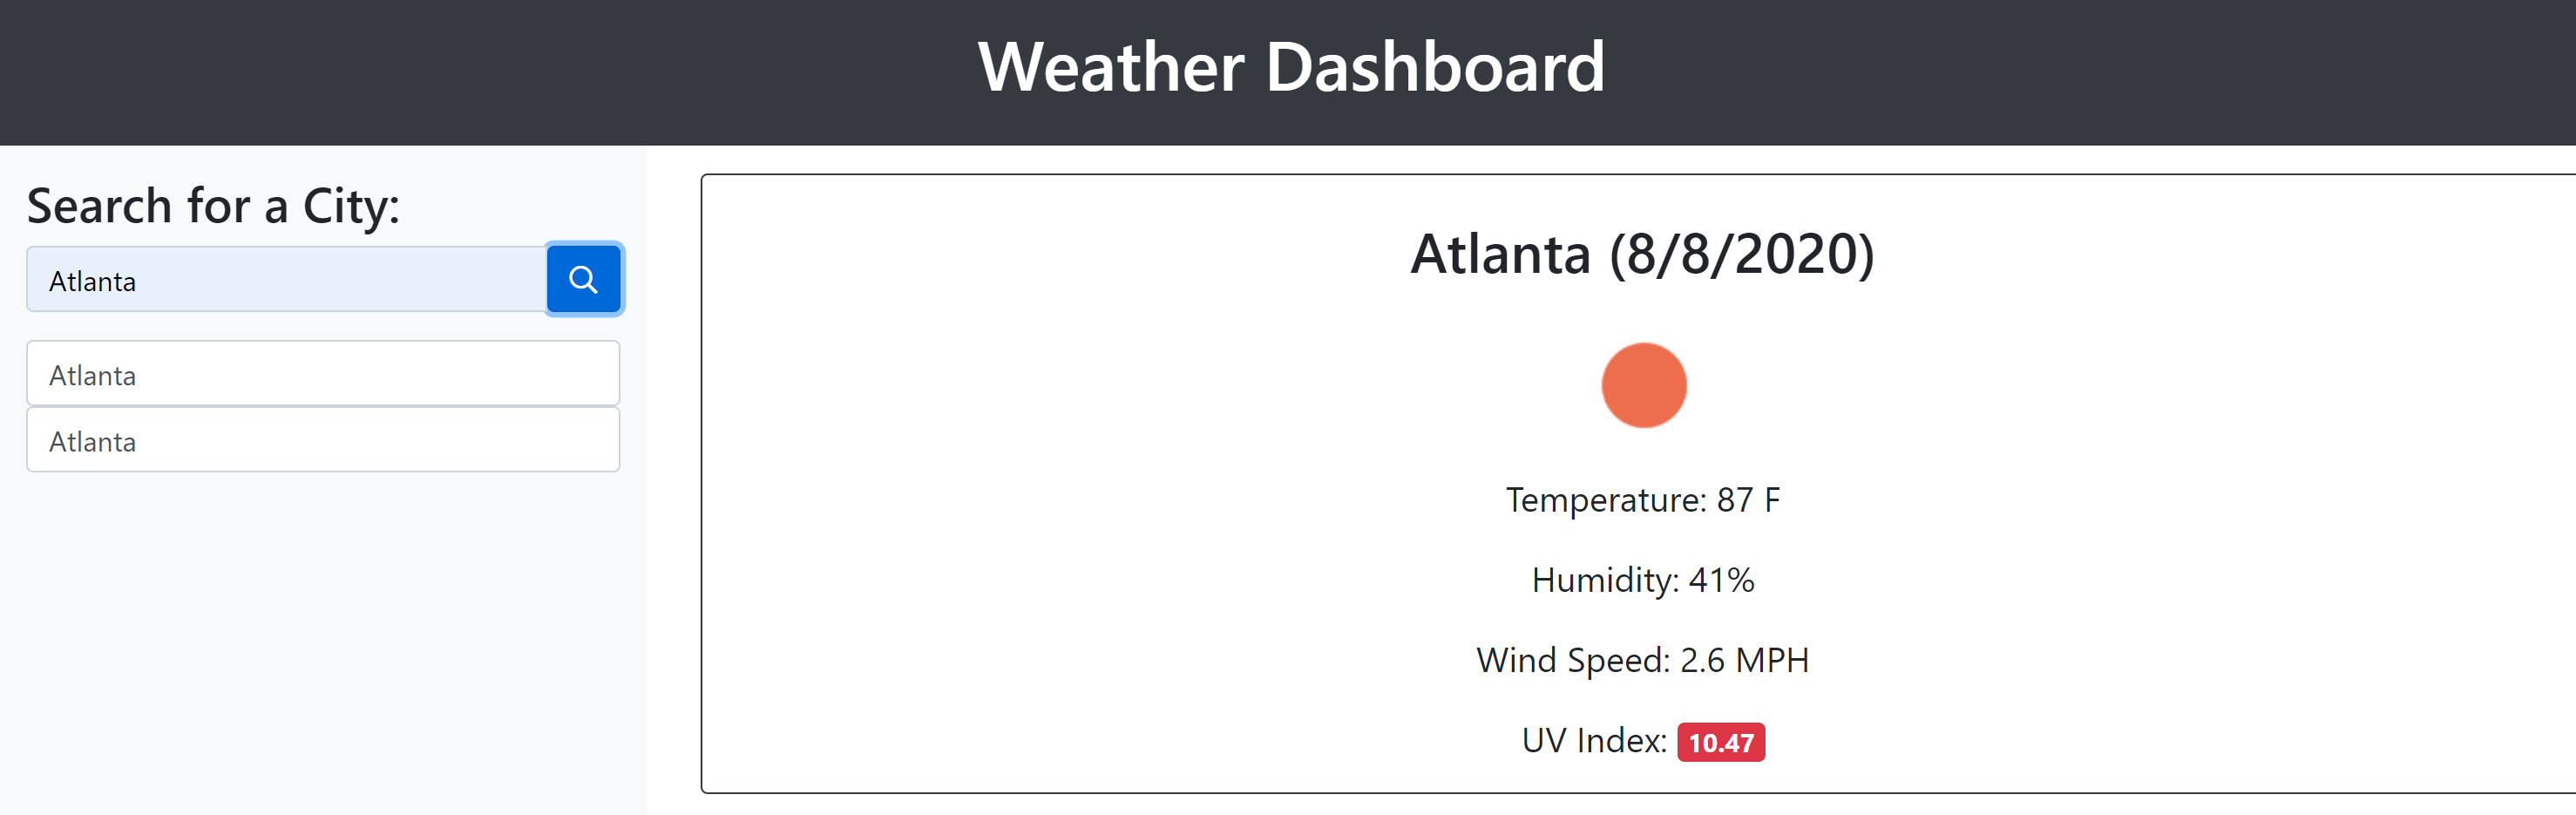 Weather Dashboard
Search for a City:
Atlanta
Atlanta
Atlanta
Atlanta (8/8/2020)
Temperature: 87 F
Humidity: 41%
Wind Speed: 2.6 MPH
UV Index: 10.47